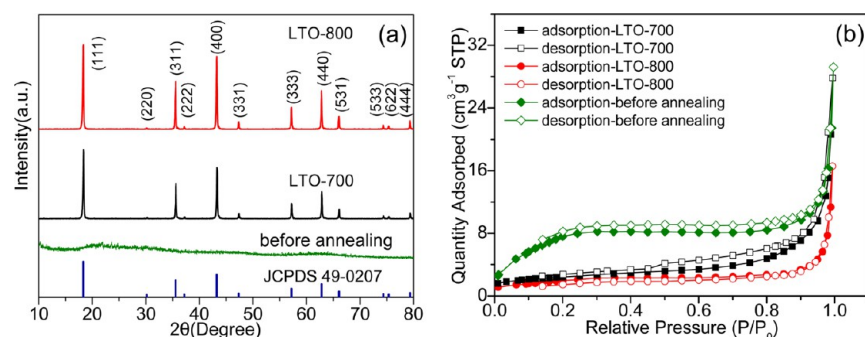 LTO-800
(a)
(111)
(220)
(311)
(222)
(400)
(331)
(333)
(440)
(531)
(533)
(622)
(444)
LTO-700
before annealing
JCPDS 49-0207
Intensity(a.u.)
10 20 30 40 50 60 70 80
2θ(Degree)
(b)
adsorption-LTO-700
desorption-LTO-700
adsorption-LTO-800
desorption-LTO-800
adsorption-before annealing
desorption-before annealing
Quantity Adsorbed (cm³g⁻¹ STP)
36
32
24
16
8
0
0.0 0.2 0.4 0.6 0.8 1.0
Relative Pressure (P/P₀)